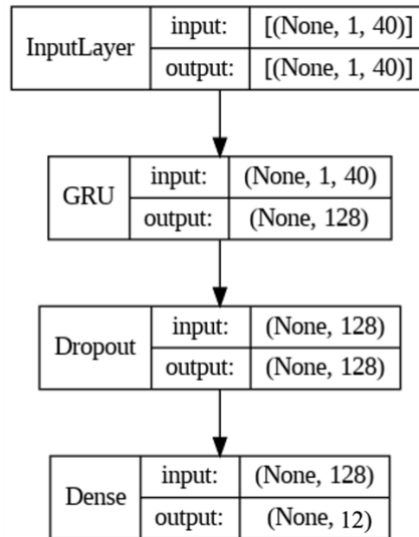 InputLayer
input: [(None, 1, 40)]
output: [(None, 1, 40)]
GRU
input: (None, 1, 40)
output: (None, 128)
Dropout
input: (None, 128)
output: (None, 128)
Dense
input: (None, 128)
output: (None, 12)